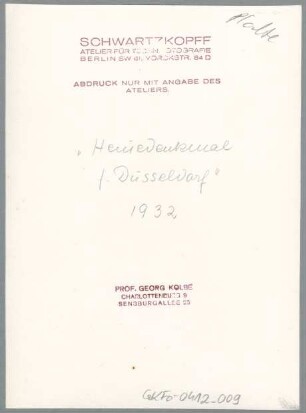 Kolbe
SCHWARTZKOPFF
ATELIER FÜR TECHN. FOTOGRAFIE
BERLIN SW 61, YORCKSTR. 84 D
ABDRUCK NUR MIT ANGABE DES
ATELIERS.
"Heinedenkmal
f. Düsseldorf"
1932
PROF. GEORG KOLBE
CHARLOTTENBURG 9
SENSBURGALLEE 25
GKFo-0412_009